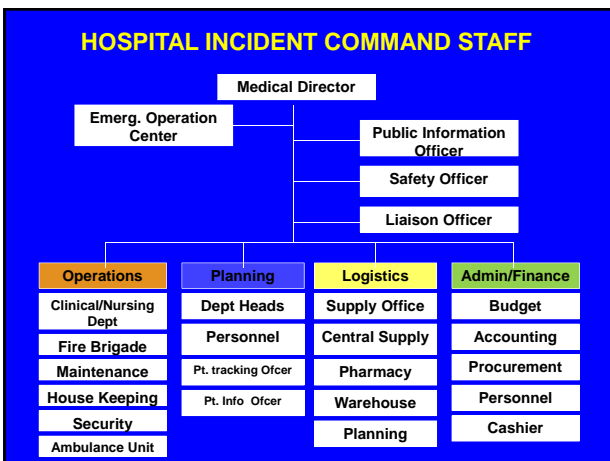 HOSPITAL INCIDENT COMMAND STAFF
Medical Director
Emerg. Operation
Center
Public Information
Officer
Safety Officer
Liaison Officer
Operations
Clinical/Nursing
Dept
Fire Brigade
Maintenance
House Keeping
Security
Ambulance Unit
Planning
Dept Heads
Personnel
Pt. tracking Ofcer
Pt. Info Ofcer
Logistics
Supply Office
Central Supply
Pharmacy
Warehouse
Planning
Admin/Finance
Budget
Accounting
Procurement
Personnel
Cashier